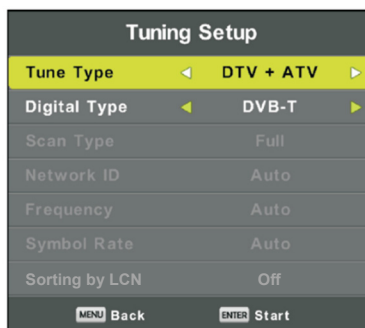 Tuning Setup
Tune Type DTV + ATV
Digital Type DVB-T
Scan Type Full
Network ID Auto
Frequency Auto
Symbol Rate Auto
Sorting by LCN Off
MENU Back ENTER Start